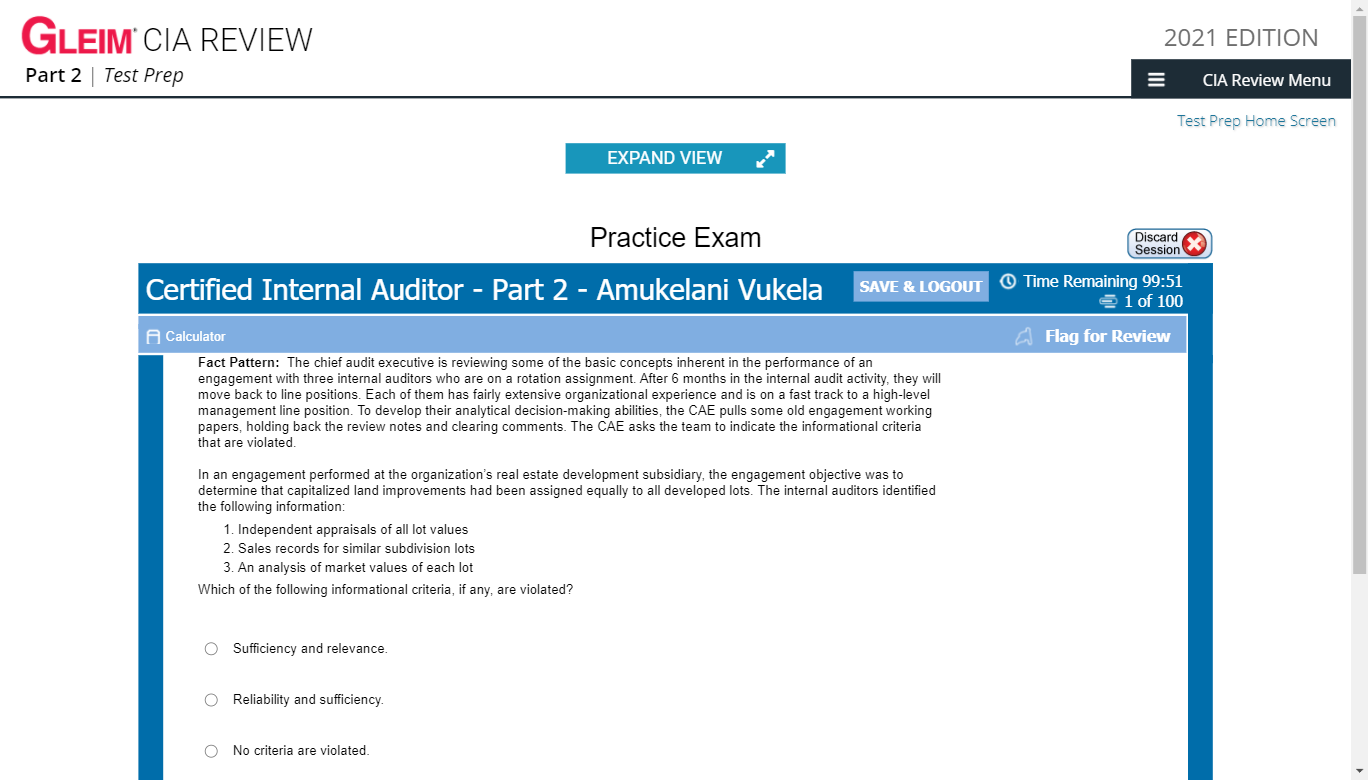 GLEIM® CIA REVIEW
2021 EDITION
Part 2 | Test Prep
CIA Review Menu
Test Prep Home Screen
EXPAND VIEW
Practice Exam
Discard
Session
Certified Internal Auditor - Part 2 - Amukelani Vukela
SAVE & LOGOUT
Time Remaining 99:51
1 of 100
Calculator
Flag for Review
Fact Pattern: The chief audit executive is reviewing some of the basic concepts inherent in the performance of an
engagement with three internal auditors who are on a rotation assignment. After 6 months in the internal audit activity, they will
move back to line positions. Each of them has fairly extensive organizational experience and is on a fast track to a high-level
management line position. To develop their analytical decision-making abilities, the CAE pulls some old engagement working
papers, holding back the review notes and clearing comments. The CAE asks the team to indicate the informational criteria
that are violated.
In an engagement performed at the organization's real estate development subsidiary, the engagement objective was to
determine that capitalized land improvements had been assigned equally to all developed lots. The internal auditors identified
the following information:
1. Independent appraisals of all lot values
2. Sales records for similar subdivision lots
3. An analysis of market values of each lot
Which of the following informational criteria, if any, are violated?
Sufficiency and relevance.
Reliability and sufficiency.
No criteria are violated.